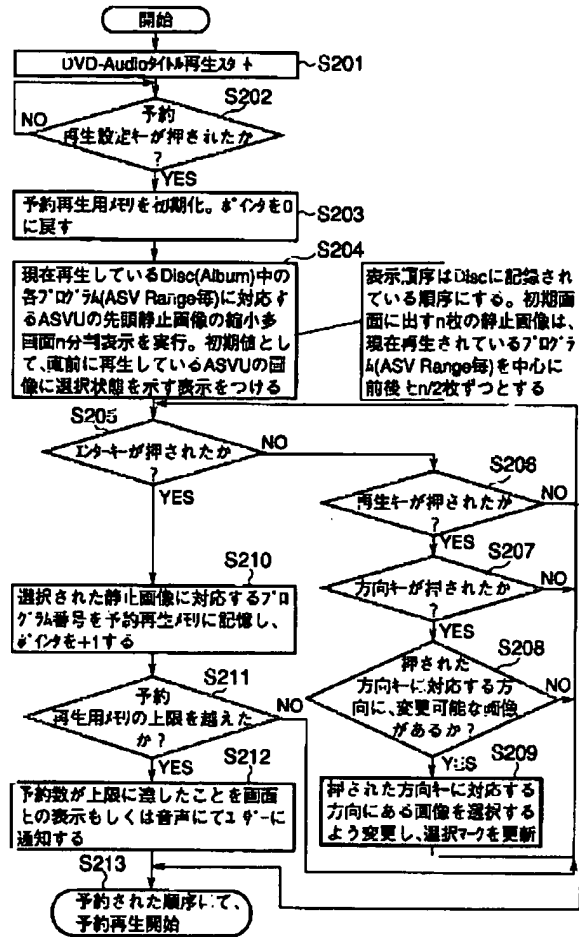 開始
DVD-Audioタイトル再生スタート
S201
S202
予約
再生設定キーが押されたか
?
NO
YES
予約再生用メモリを初期化。ポインタを0
に戻す
S203
S204
現在再生しているDisc(Album)中の
各プログラム(ASV Range毎)に対応す
るASVUの先頭静止画像の縮小多
画面n分割表示を実行。初期値とし
て、直前に再生しているASVUの画
像に選択状態を示す表示をつける
表示順序はDiscに記録され
ている順序にする。初期画
面に出すn枚の静止画像は、
現在再生されているプログラ
ム(ASV Range毎)を中心に
前後 n/2枚ずつとする
S205
エンターキーが押されたか
?
NO
YES
S206
再生キーが押されたか
?
NO
YES
S207
方向キーが押されたか
?
NO
YES
S208
押された
方向キーに対応する方
向に、変更可能な画像
があるか?
NO
YES
S209
押された方向キーに対応する
方向にある画像を選択する
よう変更し、選択マークを更新
S210
選択された静止画像に対応するプロ
グラム番号を予約再生メモリに記憶し、
ポインタを+1する
S211
予約
再生用メモリの上限を越えた
か?
NO
YES
S212
予約数が上限に達したことを画面
上の表示もしくは音声にてユーザーに
通知する
S213
予約された順序にて、
予約再生開始